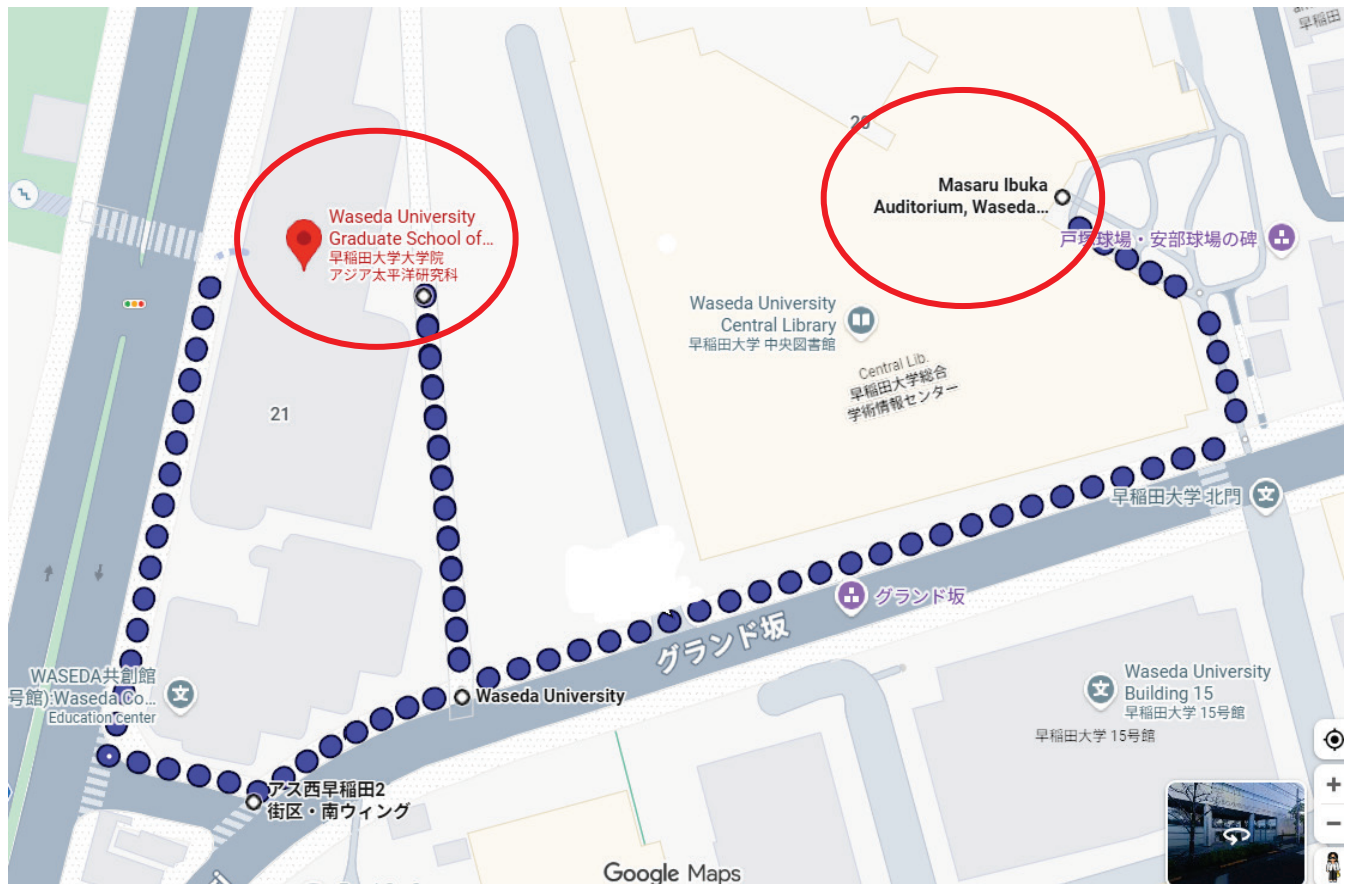 早稲田
20
Masaru Ibuka
Auditorium, Waseda...
戸塚球場・安部球場の碑
Waseda University
Graduate School of...
早稲田大学大学院
アジア太平洋研究科
Waseda University
Central Library
早稲田大学 中央図書館
Central Lib.
早稲田大学総合
学術情報センター
21
早稲田大学 北門
グランド坂
グランド坂
WASEDA共創館
号館):Waseda Co...
Education center
Waseda University
Waseda University
Building 15
早稲田大学 15号館
早稲田大学 15号館
アス西早稲田2
街区・南ウィング
Google Maps